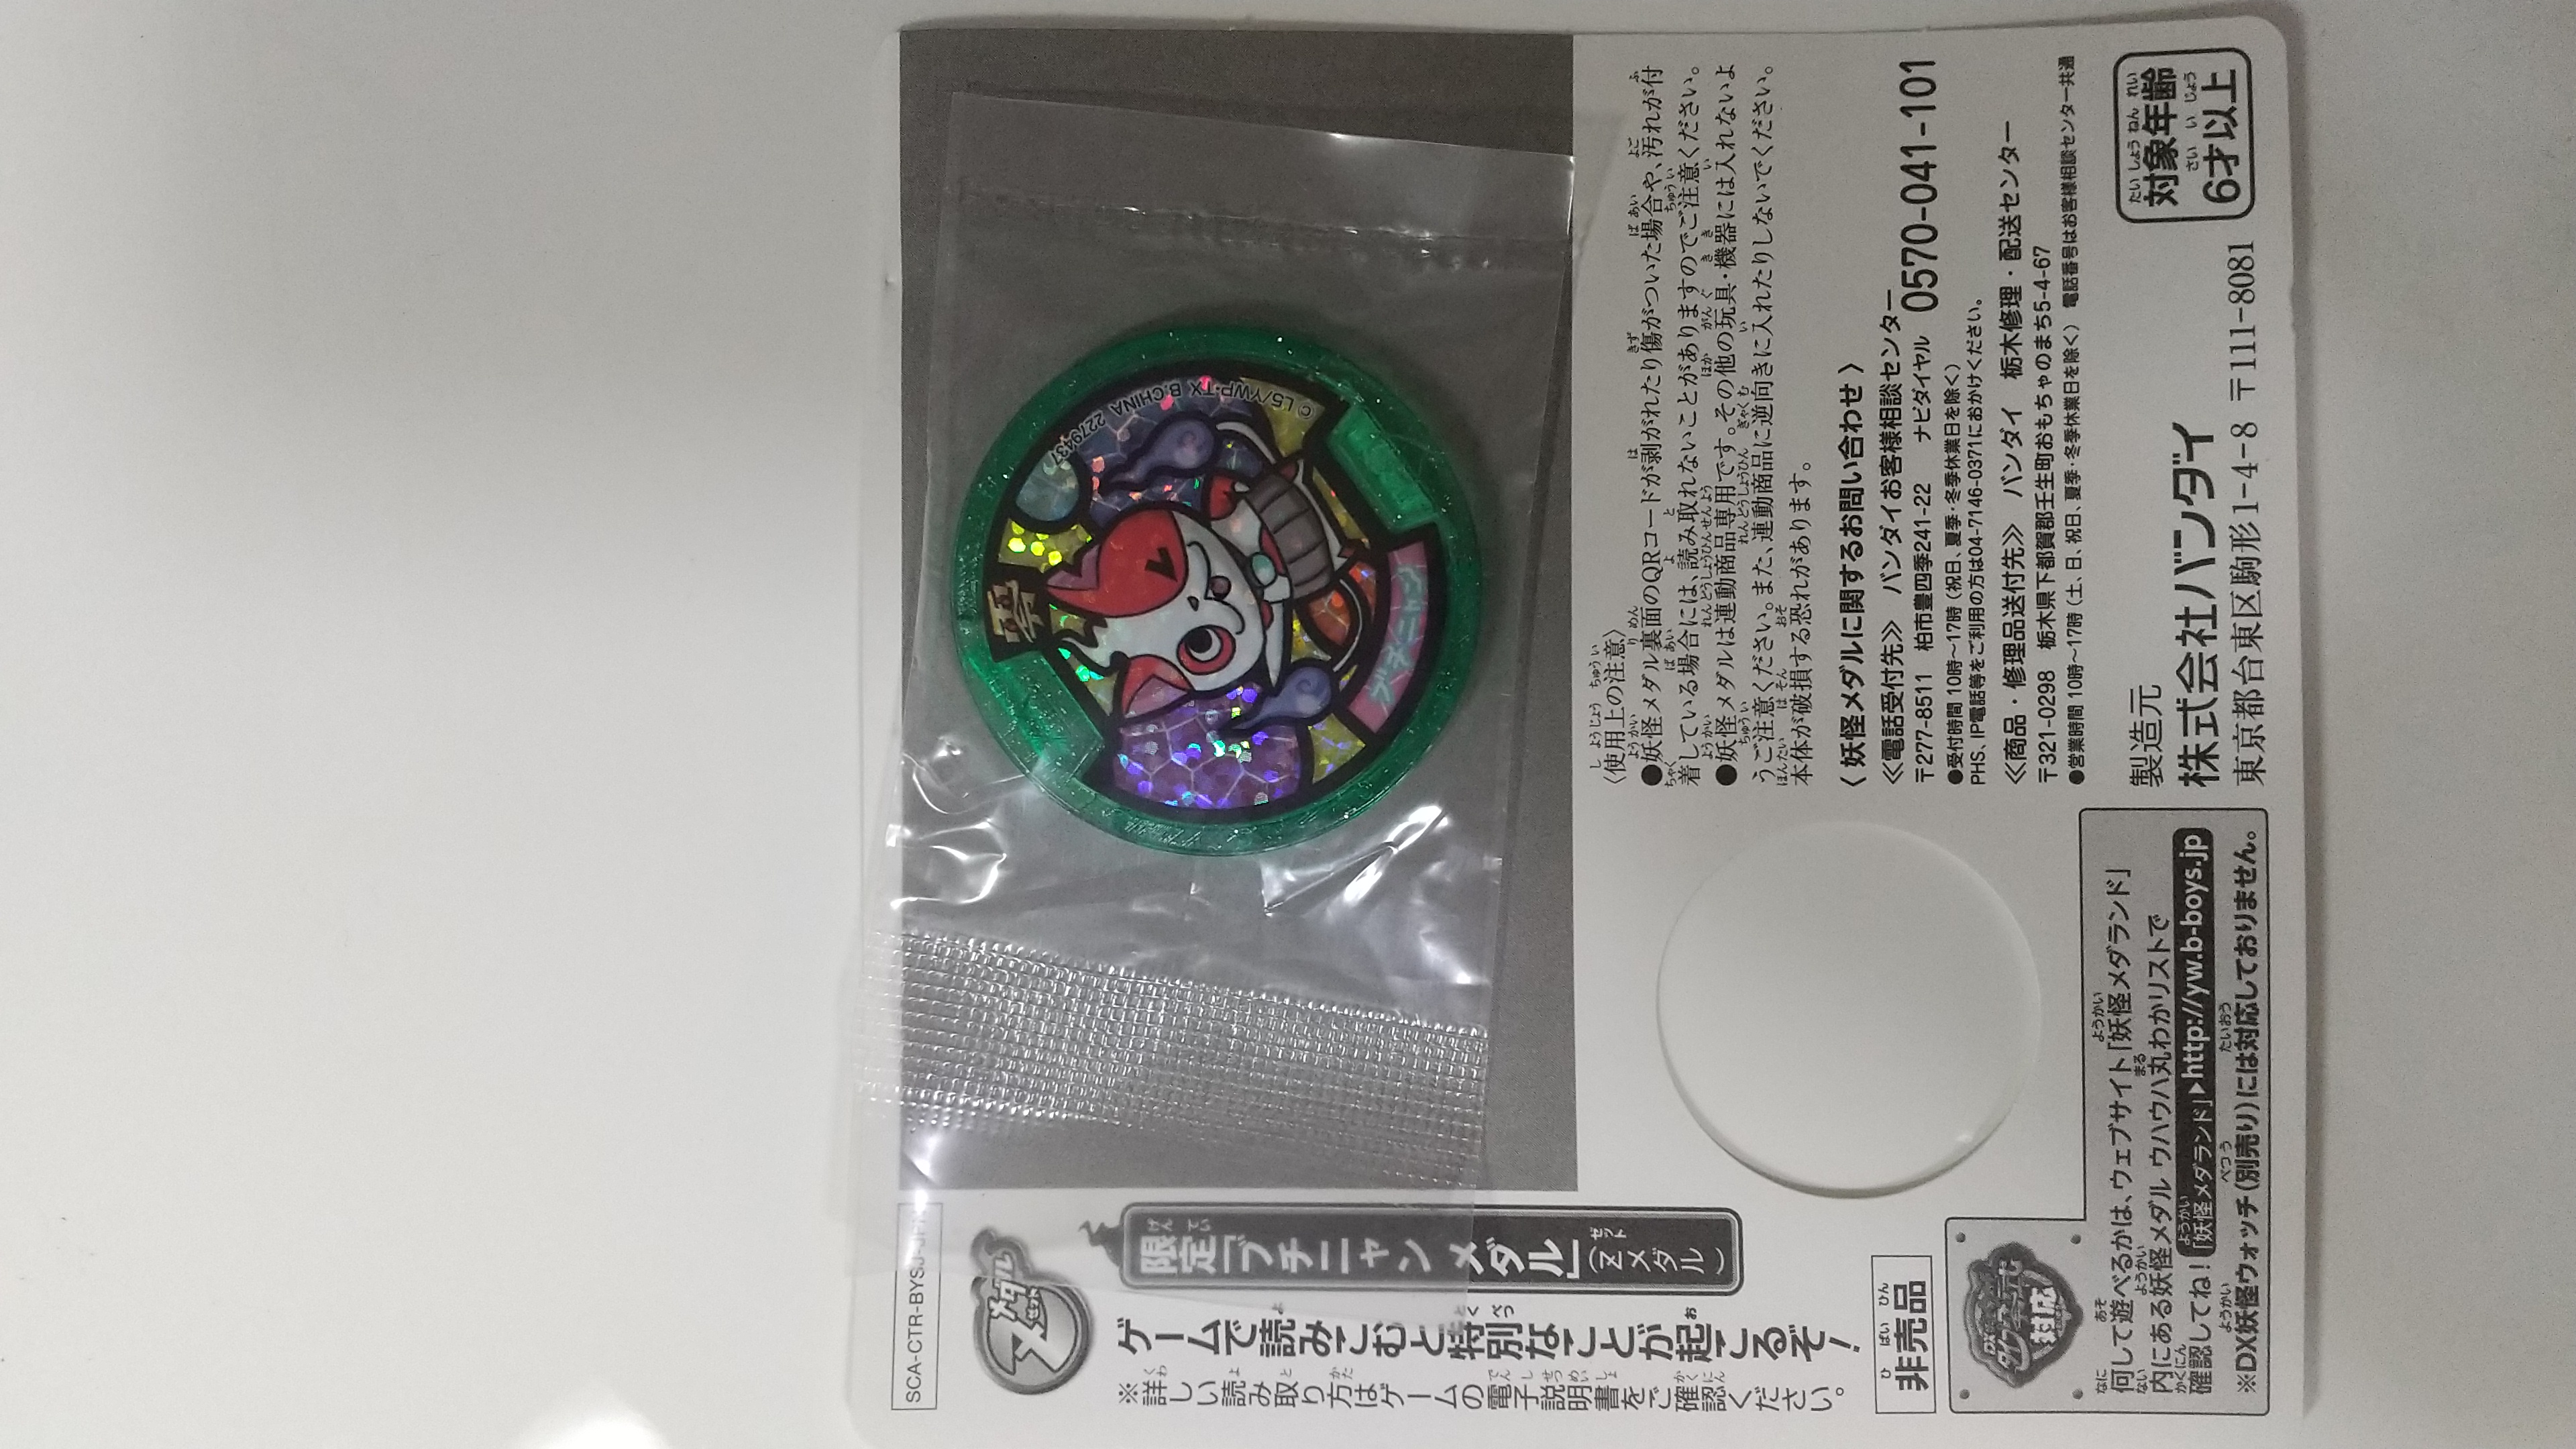 SCA-CTR-BYSJ-JP
Zメダル
ゼット
限定「ブチニャン メダル」(Zメダル)
ゲームで読みこむと特別なことが起こるぞ!
※詳しい読み取り方はゲームの電子説明書をご確認ください。
非売品
零
ブチニャン
© L5/YWP・TX B.CHINA 2279437
〈使用上の注意〉
●妖怪メダル裏面のQRコードが剥がれたり傷がついた場合や、汚れが付
着している場合には、読み取れないことがありますのでご注意ください。
●妖怪メダルは連動商品専用です。その他の玩具・機器には入れないよ
うご注意ください。また、連動商品に逆向きに入れたりしないでください。
本体が破損する恐れがあります。
〈妖怪メダルに関するお問い合わせ〉
≪電話受付先≫ バンダイお客様相談センター
〒277-8511 柏市豊四季241-22 ナビダイヤル 0570-041-101
●受付時間 10時~17時(祝日、夏季・冬季休業日を除く)
PHS、IP電話等をご利用の方は04-7146-0371におかけください。
≪商品・修理品送付先≫ バンダイ 栃木修理・配送センター
〒321-0298 栃木県下都賀郡壬生町おもちゃのまち5-4-67
●営業時間 10時~17時(土、日、祝日、夏季・冬季休業日を除く) 電話番号はお客様相談センター共通
製造元
株式会社バンダイ
東京都台東区駒形1-4-8 〒111-8081
対象年齢
6才以上
何して遊べるかは、ウェブサイト「妖怪メダランド」
内にある妖怪メダル ウハウハ丸わかリストで
確認してね!「妖怪メダランド」▶http://yw.b-boys.jp
※DX妖怪ウォッチ(別売り)には対応しておりません。